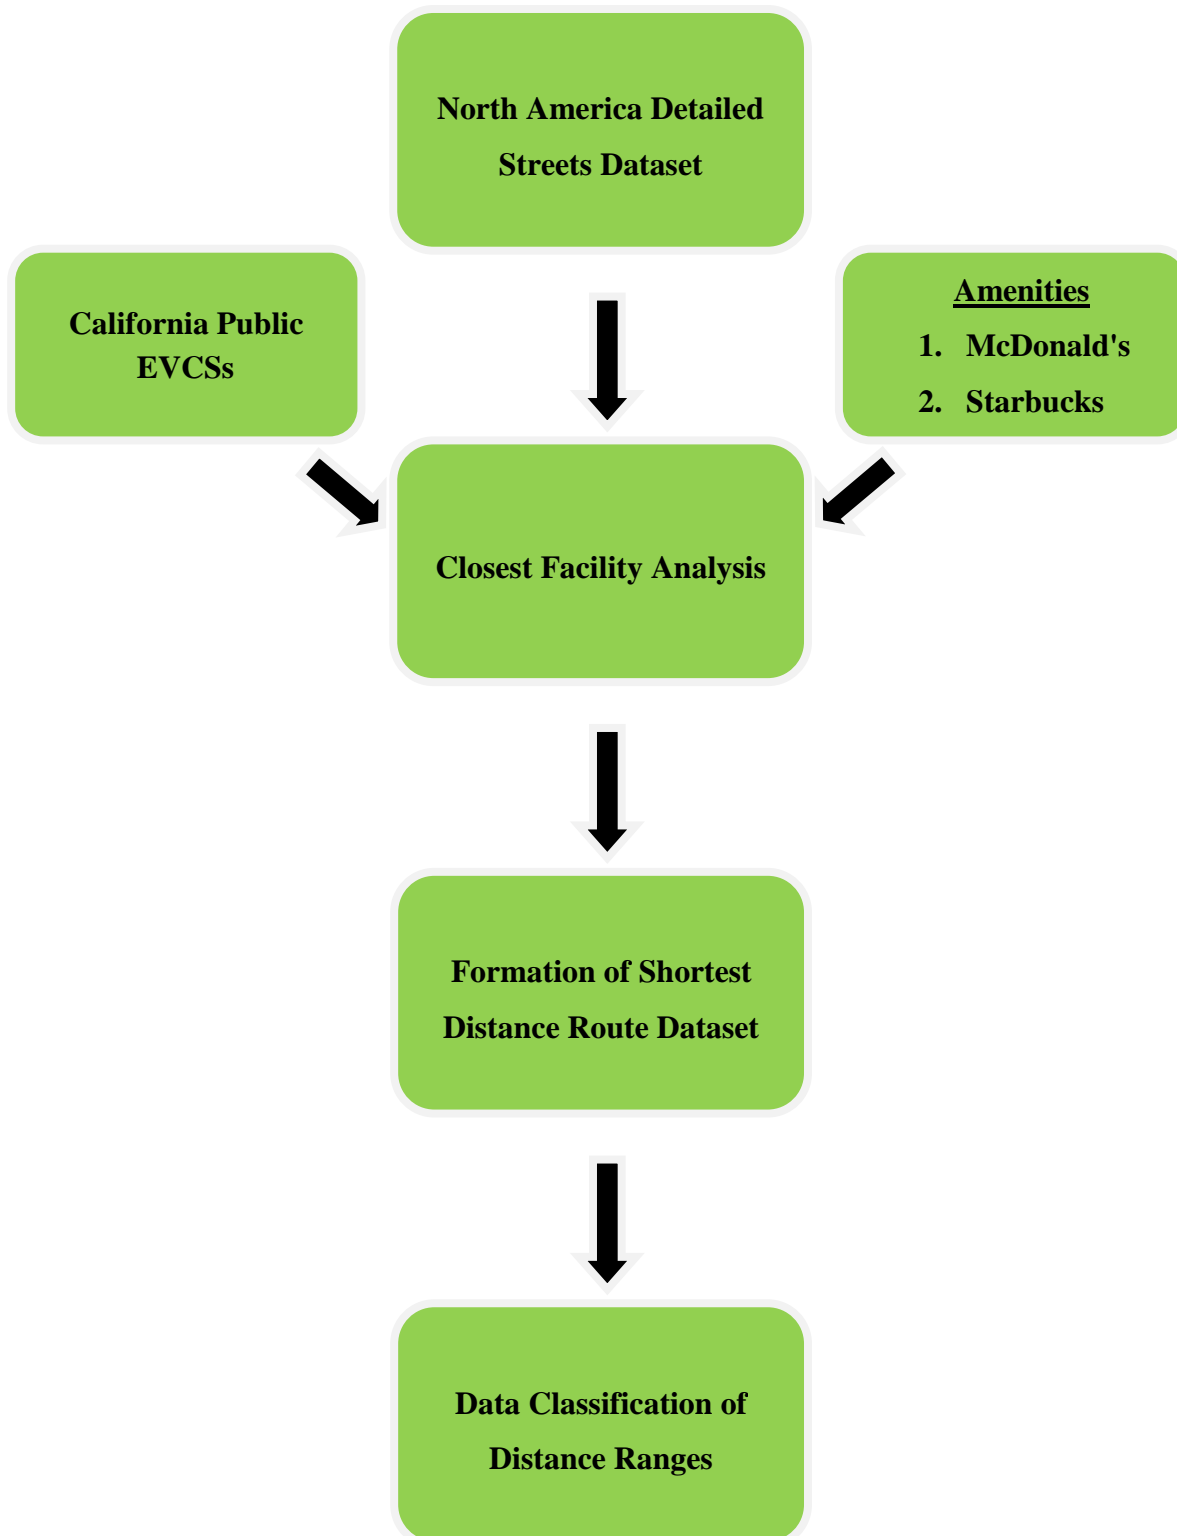 North America Detailed
Streets Dataset
California Public
EVCSs
Amenities
1. McDonald's
2. Starbucks
Closest Facility Analysis
Formation of Shortest
Distance Route Dataset
Data Classification of
Distance Ranges